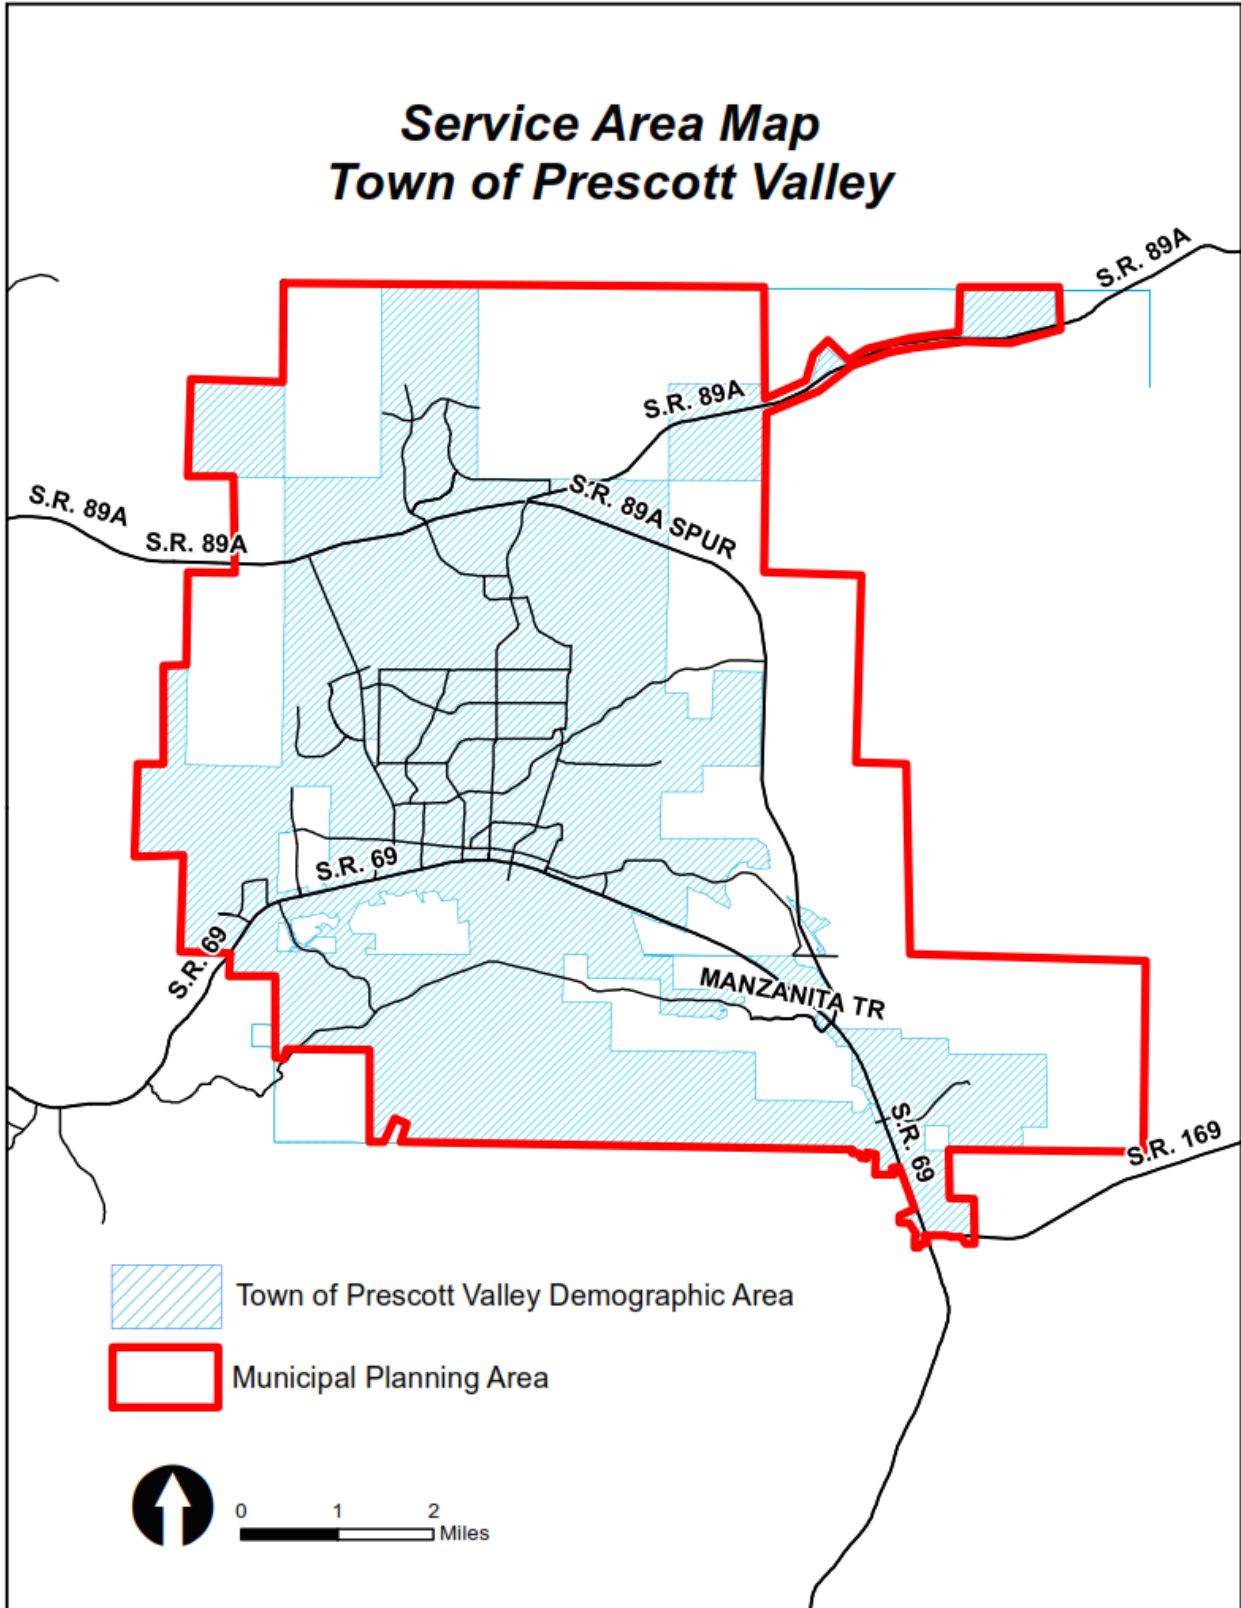 Service Area Map
Town of Prescott Valley
S.R. 89A
S.R. 89A
S.R. 89A
S.R. 89A
S.R. 89A SPUR
S.R. 69
S.R. 69
MANZANITA TR
S.R. 69
S.R. 169
Town of Prescott Valley Demographic Area
Municipal Planning Area
0 1 2
Miles